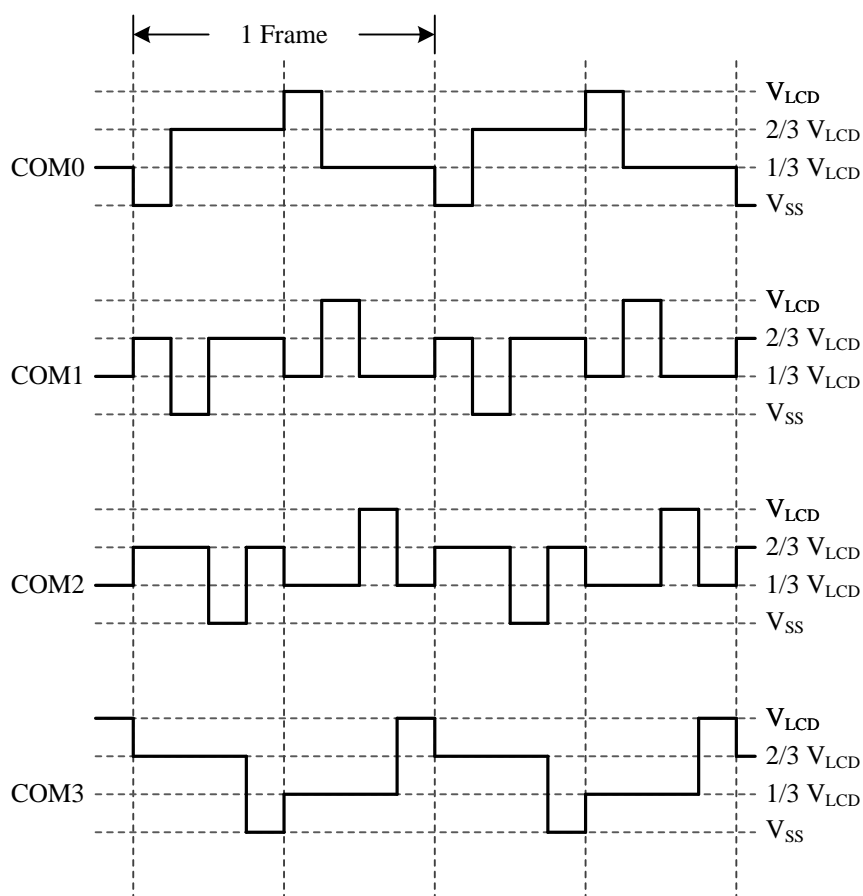 1 Frame
V_LCD
2/3 V_LCD
COM0 1/3 V_LCD
V_SS
V_LCD
2/3 V_LCD
COM1 1/3 V_LCD
V_SS
V_LCD
2/3 V_LCD
COM2 1/3 V_LCD
V_SS
V_LCD
2/3 V_LCD
COM3 1/3 V_LCD
V_SS